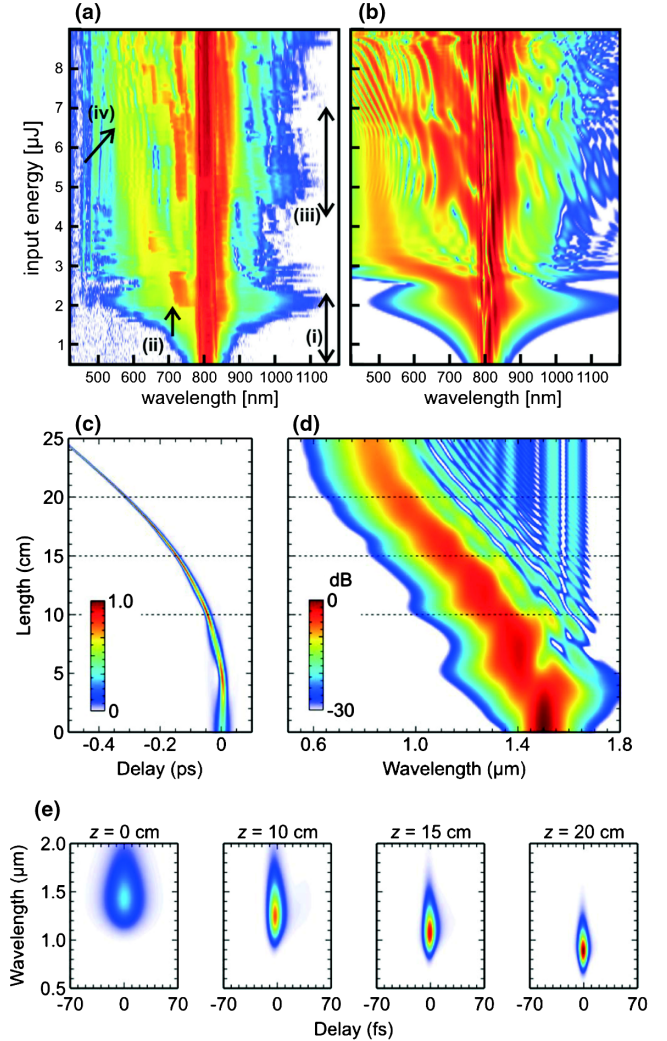 (a) (b)
8
7
6
5
4
3
2
1
input energy [µJ]
(iv)
(iii)
(ii)
(i)
500 600 700 800 900 1000 1100 500 600 700 800 900 1000 1100
wavelength [nm] wavelength [nm]
(c) (d)
25
20
15
10
5
0
Length (cm)
1.0
0
dB
0
-30
-0.4 -0.2 0 0.6 1.0 1.4 1.8
Delay (ps) Wavelength (µm)
(e)
z = 0 cm z = 10 cm z = 15 cm z = 20 cm
2.0
1.5
1.0
0.5
Wavelength (µm)
-70 0 70 -70 0 70 -70 0 70 -70 0 70
Delay (fs)